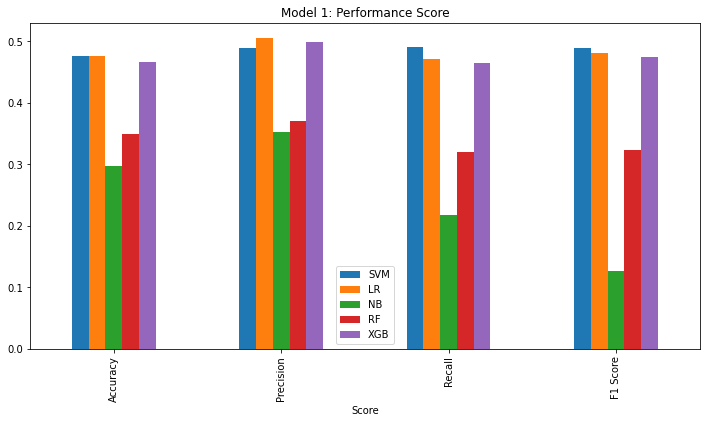 Model 1: Performance Score
0.5
0.4
0.3
0.2
0.1
0.0
SVM
LR
NB
RF
XGB
Accuracy
Precision
Recall
F1 Score
Score